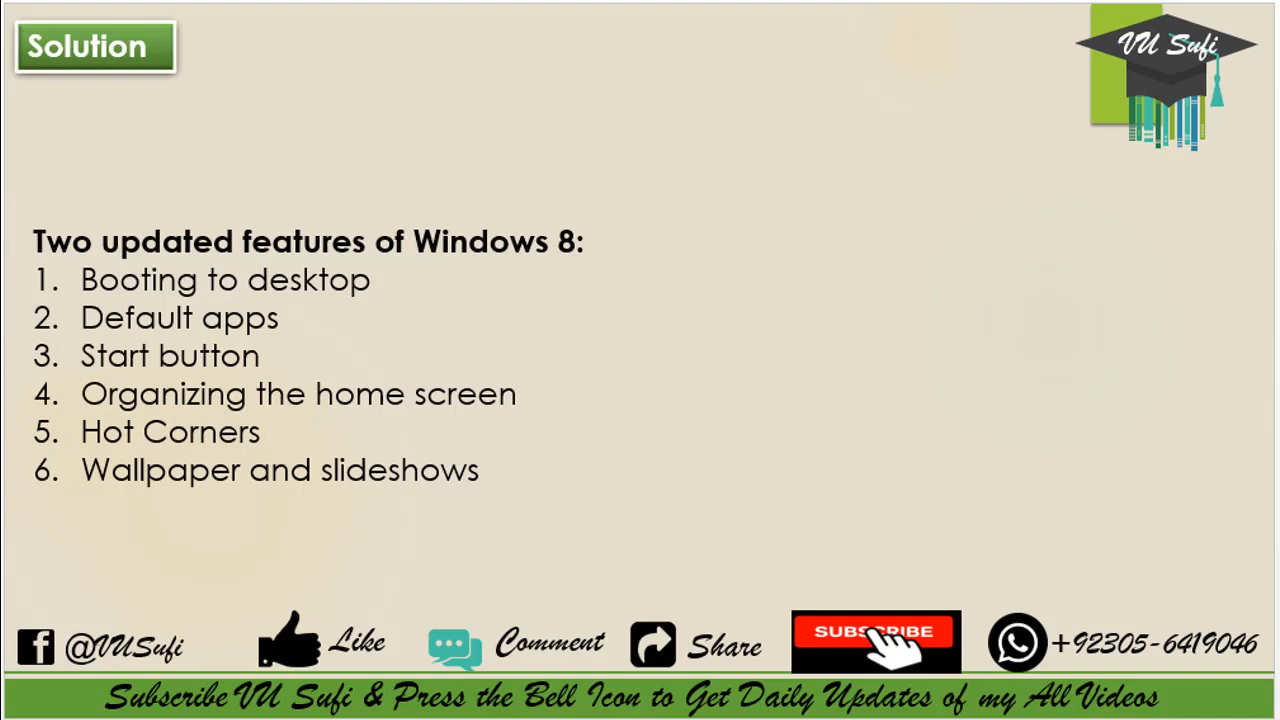 Solution
VU Sufi
Two updated features of Windows 8:
1. Booting to desktop
2. Default apps
3. Start button
4. Organizing the home screen
5. Hot Corners
6. Wallpaper and slideshows
@VUSufi
Like
Comment
Share
SUBSCRIBE
+92305-6419046
Subscribe VU Sufi & Press the Bell Icon to Get Daily Updates of my All Videos